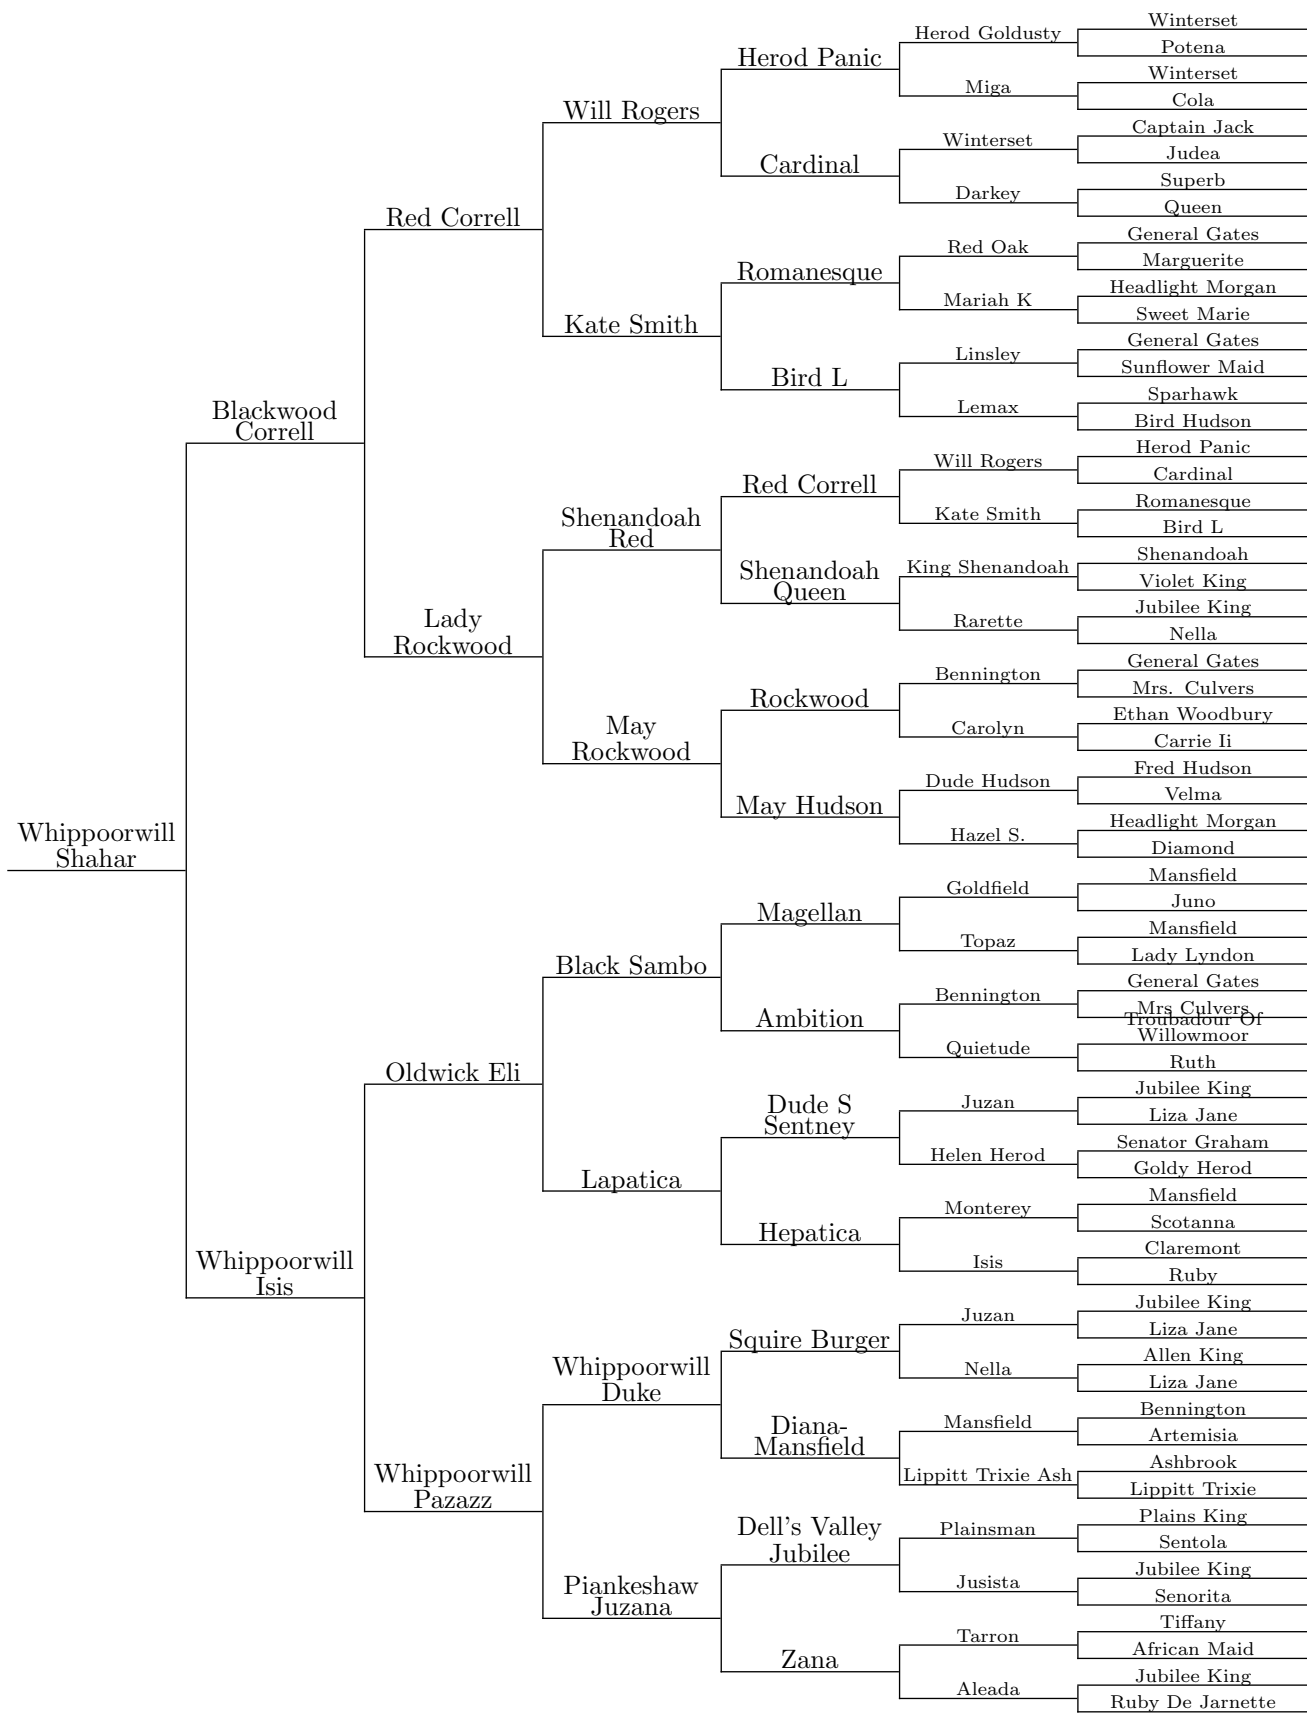 Winterset
Herod Goldusty
Potena
Herod Panic
Winterset
Miga
Cola
Will Rogers
Captain Jack
Winterset
Judea
Cardinal
Superb
Darkey
Queen
Red Correll
General Gates
Red Oak
Marguerite
Romanesque
Headlight Morgan
Mariah K
Sweet Marie
Kate Smith
General Gates
Linsley
Sunflower Maid
Bird L
Sparhawk
Lemax
Bird Hudson
Blackwood
Correll
Herod Panic
Will Rogers
Cardinal
Red Correll
Romanesque
Kate Smith
Bird L
Shenandoah
Red
Shenandoah
King Shenandoah
Violet King
Shenandoah
Queen
Jubilee King
Rarette
Nella
Lady
Rockwood
General Gates
Bennington
Mrs. Culvers
Rockwood
Ethan Woodbury
Carolyn
Carrie Ii
May
Rockwood
Fred Hudson
Dude Hudson
Velma
May Hudson
Headlight Morgan
Hazel S.
Diamond
Whippoorwill
Shahar
Mansfield
Goldfield
Juno
Magellan
Mansfield
Topaz
Lady Lyndon
Black Sambo
General Gates
Bennington
Mrs Culvers
Ambition
Troubadour Of
Willowmoor
Quietude
Ruth
Oldwick Eli
Jubilee King
Juzan
Liza Jane
Dude S
Sentney
Senator Graham
Helen Herod
Goldy Herod
Lapatica
Mansfield
Monterey
Scotanna
Hepatica
Claremont
Isis
Ruby
Whippoorwill
Isis
Jubilee King
Juzan
Liza Jane
Squire Burger
Allen King
Nella
Liza Jane
Whippoorwill
Duke
Bennington
Mansfield
Artemisia
Diana-
Mansfield
Ashbrook
Lippitt Trixie Ash
Lippitt Trixie
Whippoorwill
Pazazz
Plains King
Plainsman
Sentola
Dell's Valley
Jubilee
Jubilee King
Jusista
Senorita
Piankeshaw
Juzana
Tiffany
Tarron
African Maid
Zana
Jubilee King
Aleada
Ruby De Jarnette